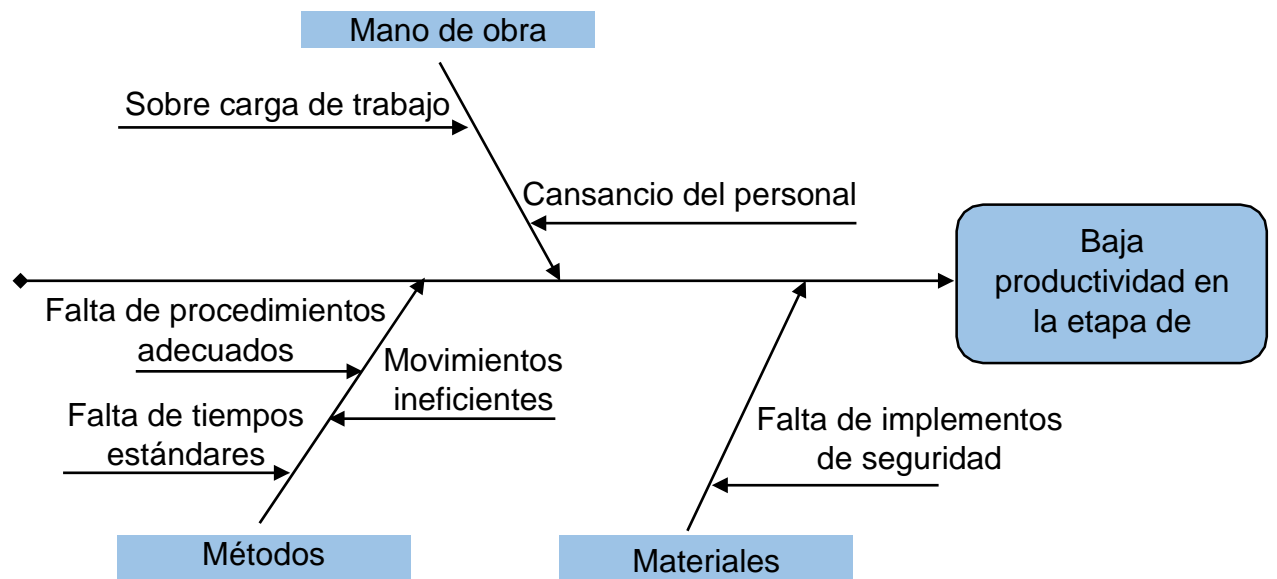 Mano de obra
Sobre carga de trabajo
Cansancio del personal
Baja
productividad en
la etapa de
Falta de procedimientos
adecuados
Movimientos
ineficientes
Falta de tiempos
estándares
Falta de implementos
de seguridad
Métodos
Materiales